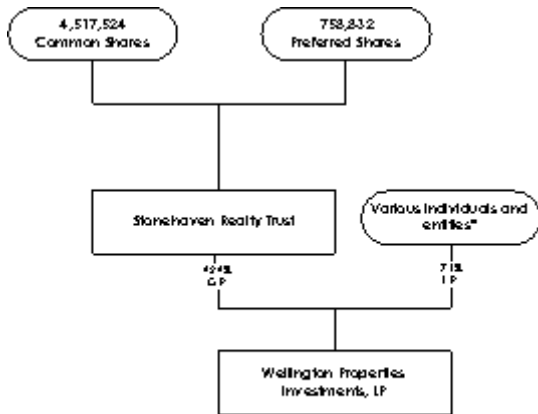 4,517,524
Common Shares
758,832
Preferred Shares
Stonehaven Realty Trust
Various individuals and
entities*
GP
LP
Wellington Properties
Investments, LP